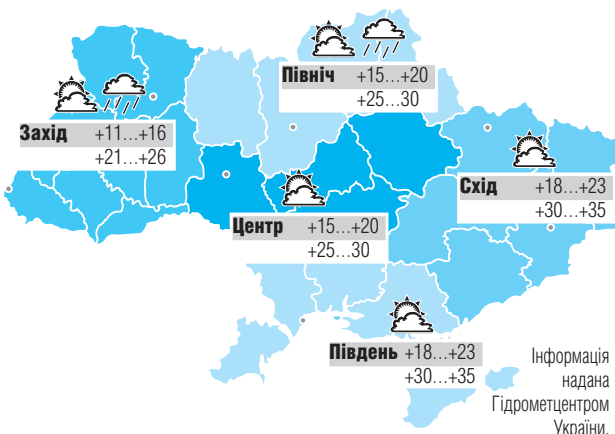 Північ +15...+20
+25...30
Захід +11...+16
+21...+26
Схід +18...+23
+30...+35
Центр +15...+20
+25...30
Південь +18...+23
+30...+35
Інформація
надана
Гідрометцентром
України.